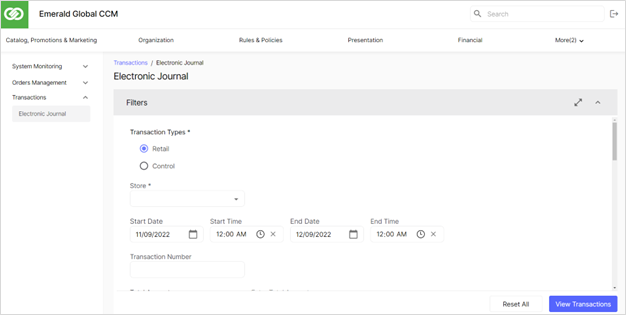 Emerald Global CCM
Search
Catalog, Promotions & Marketing Organization Rules & Policies Presentation Financial More(2)
System Monitoring
Orders Management
Transactions
Electronic Journal
Transactions / Electronic Journal
Electronic Journal
Filters
Transaction Types *
Retail
Control
Store *
Start Date Start Time End Date End Time
11/09/2022 12:00 AM 12/09/2022 12:00 AM
Transaction Number
Reset All View Transactions